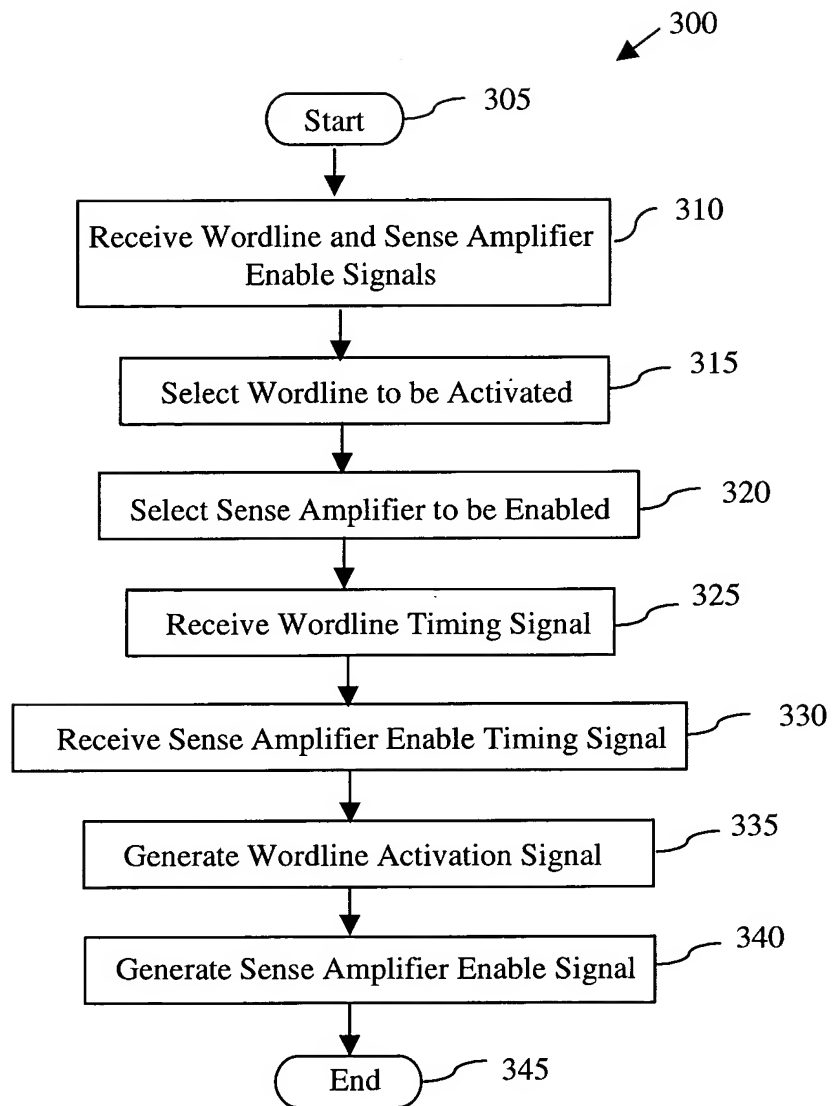 300
Start
305
Receive Wordline and Sense Amplifier
Enable Signals
310
Select Wordline to be Activated
315
Select Sense Amplifier to be Enabled
320
Receive Wordline Timing Signal
325
Receive Sense Amplifier Enable Timing Signal
330
Generate Wordline Activation Signal
335
Generate Sense Amplifier Enable Signal
340
End
345